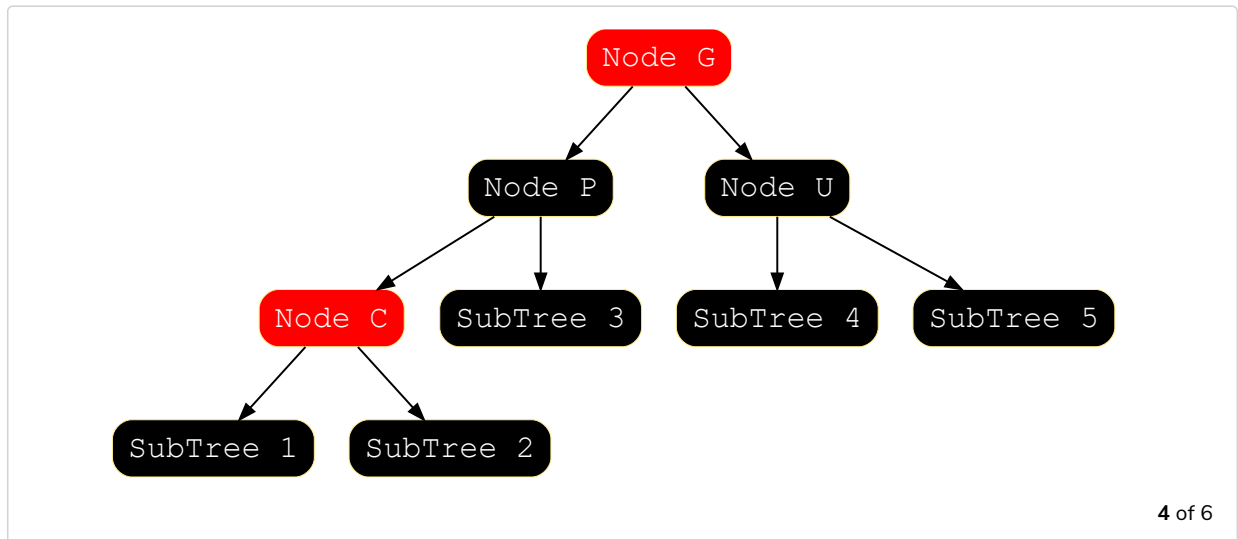 Node G
Node P Node U
Node C SubTree 3 SubTree 4 SubTree 5
SubTree 1 SubTree 2
4 of 6